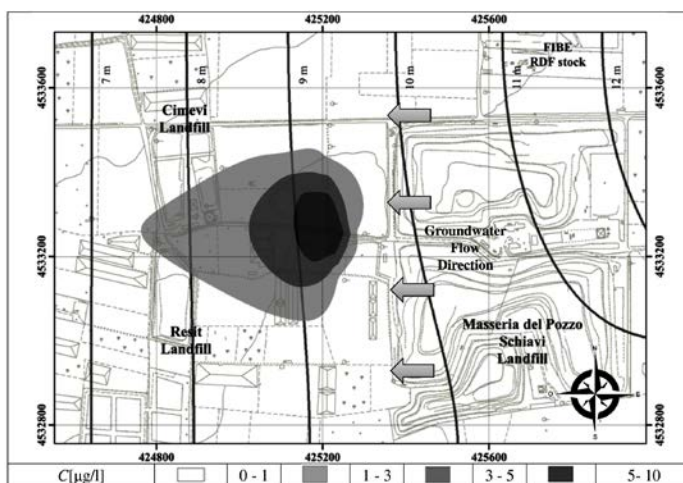 424800 425200 425600
FIBE
RDF stock
7 m 8 m 9 m 10 m 11 m 12 m
4533600 4533600
Cimevi
Landfill
Groundwater
Flow
Direction
4533200 4533200
Masseria del Pozzo
Schiavi
Landfill
Resit
Landfill
N
E
S
4532800 4532800
424800 425200 425600
C[µg/l] 0 - 1 1 - 3 3 - 5 5 - 10